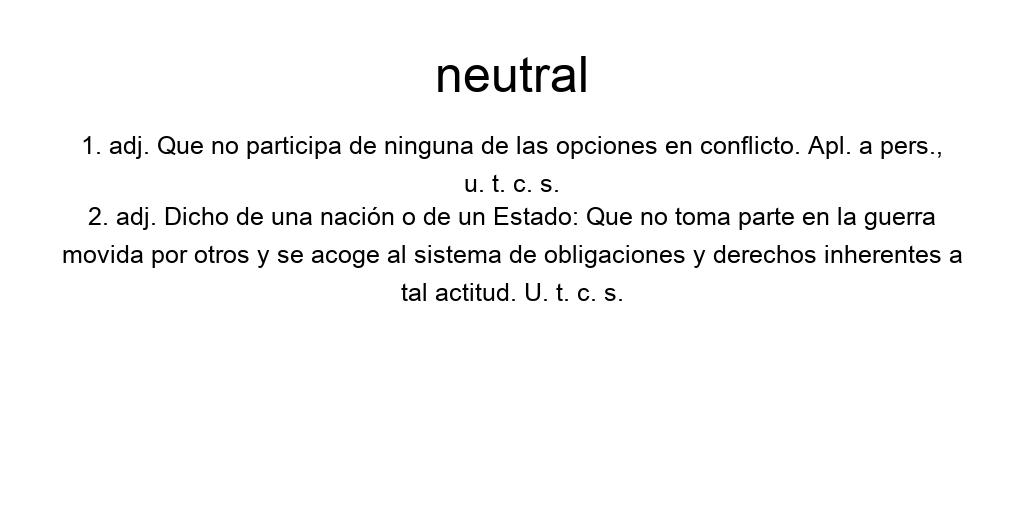 neutral
1. adj. Que no participa de ninguna de las opciones en conflicto. Apl. a pers.,
u. t. c. s.
2. adj. Dicho de una nación o de un Estado: Que no toma parte en la guerra
movida por otros y se acoge al sistema de obligaciones y derechos inherentes a
tal actitud. U. t. c. s.